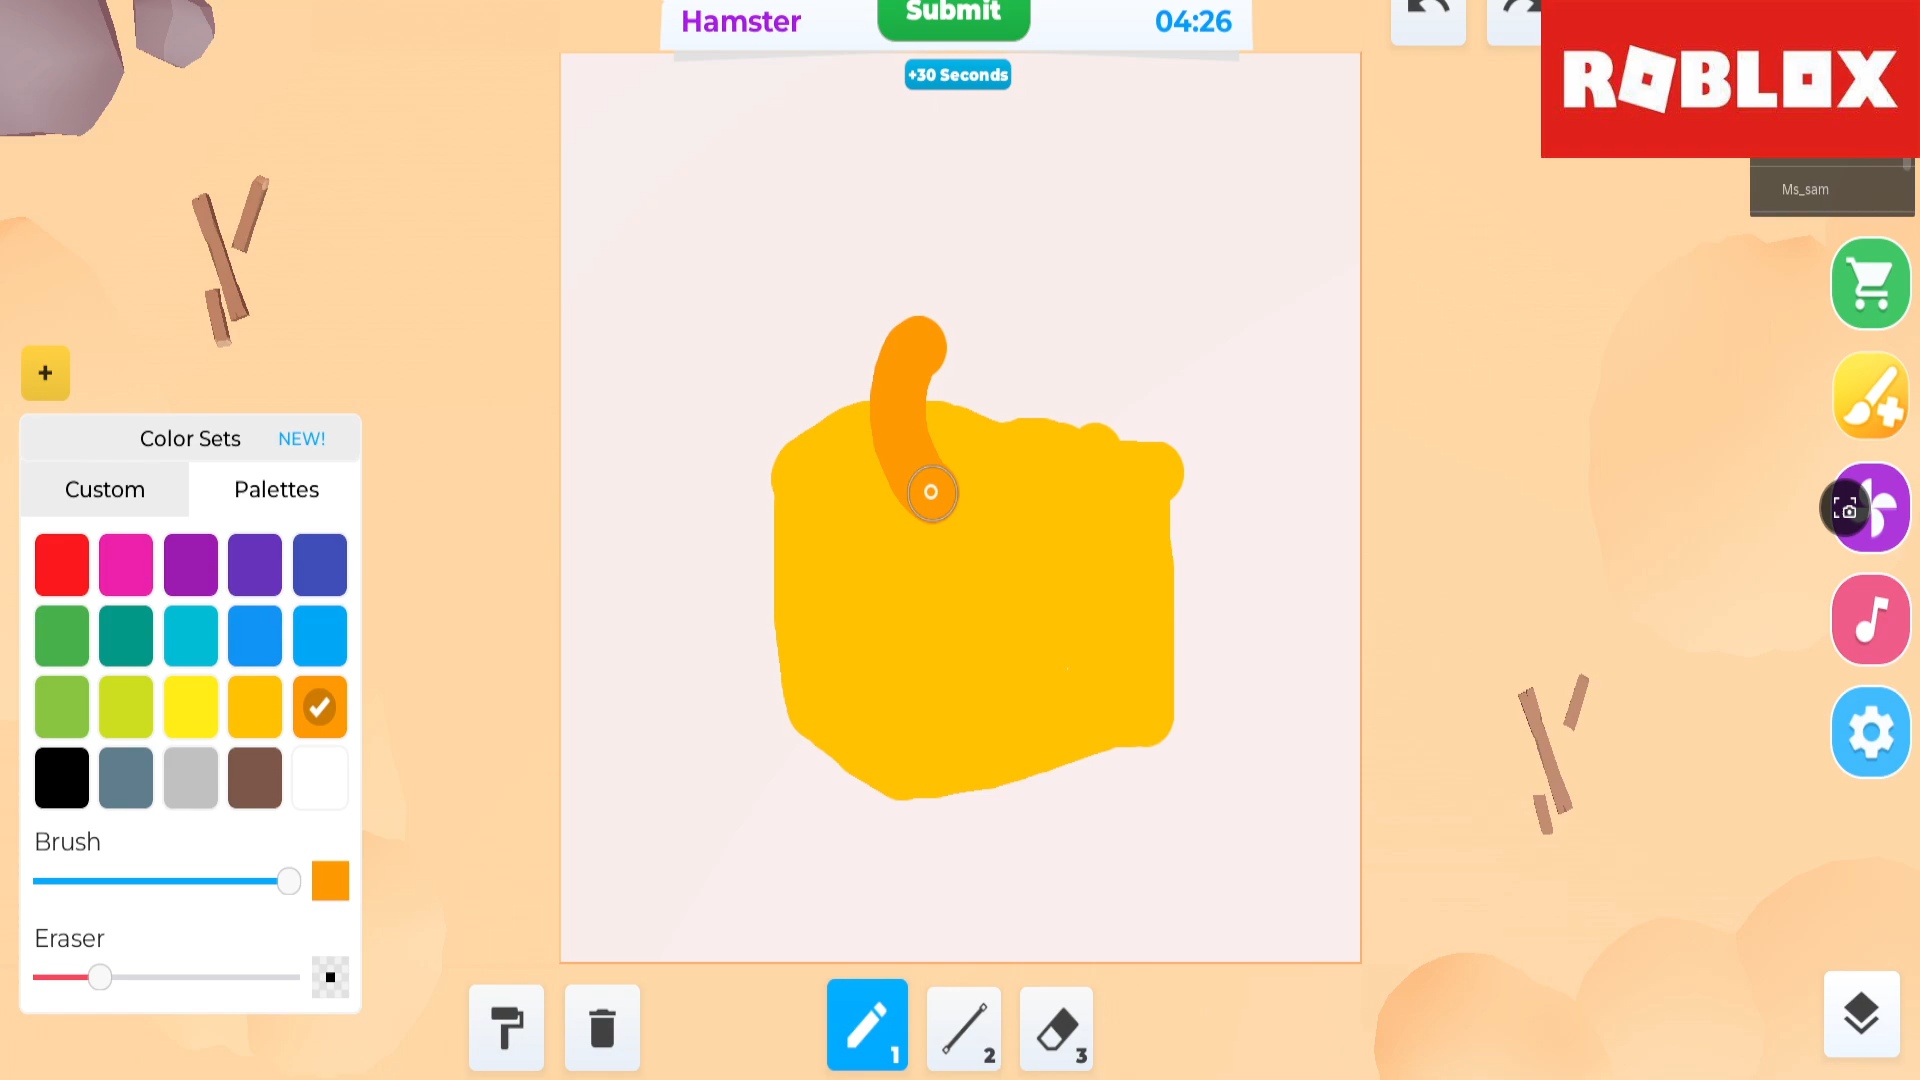 Hamster
Submit
04:26
+30 Seconds
ROBLOX
Ms_sam
+
Color Sets
NEW!
Custom
Palettes
Brush
Eraser
1
2
3